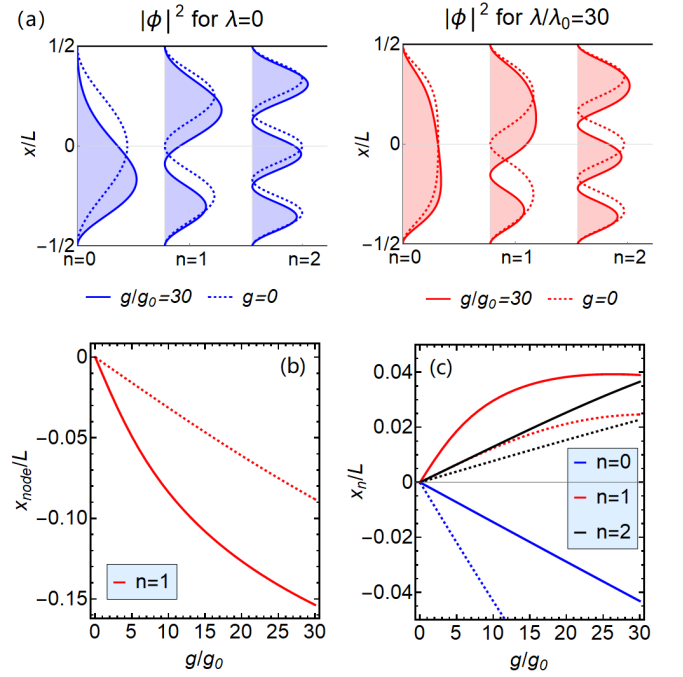 (a)
|ϕ|² for λ=0
|ϕ|² for λ/λ₀=30
1/2
0
−1/2
x/L
n=0
n=1
n=2
g/g₀=30
g=0
1/2
0
−1/2
x/L
n=0
n=1
n=2
g/g₀=30
g=0
(b)
0
−0.05
−0.10
−0.15
x_node/L
n=1
0 5 10 15 20 25 30
g/g₀
(c)
0.04
0.02
0
−0.02
−0.04
xₙ/L
n=0
n=1
n=2
0 5 10 15 20 25 30
g/g₀